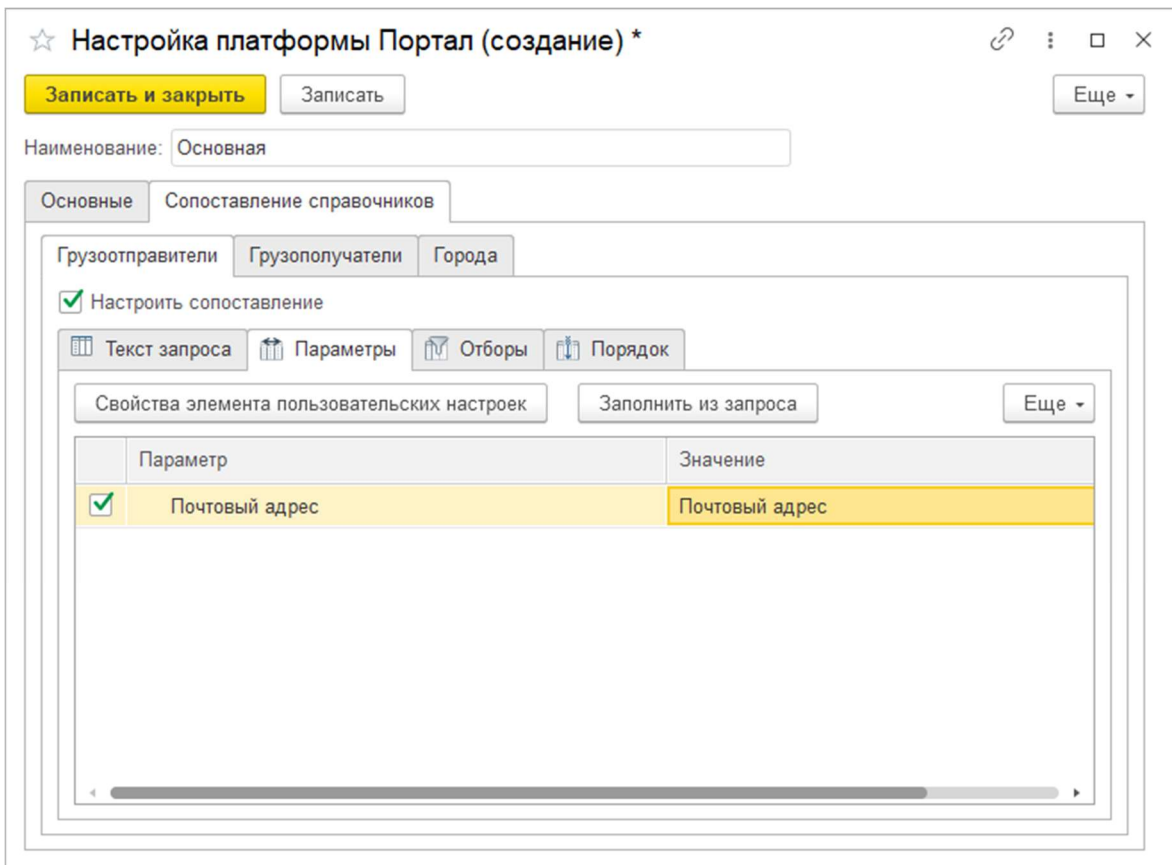 Настройка платформы Портал (создание) *
Записать и закрыть Записать Еще
Наименование: Основная
Основные Сопоставление справочников
Грузоотправители Грузополучатели Города
Настроить сопоставление
Текст запроса Параметры Отборы Порядок
Свойства элемента пользовательских настроек Заполнить из запроса Еще
Параметр Значение
Почтовый адрес Почтовый адрес